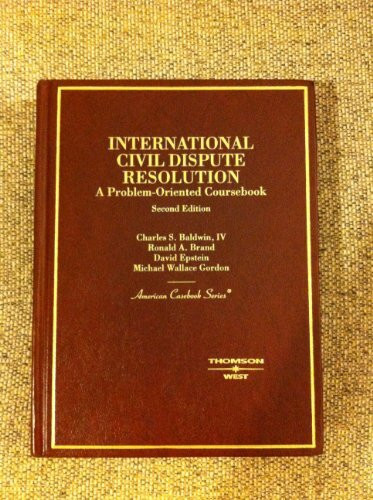 INTERNATIONAL
CIVIL DISPUTE
RESOLUTION
A Problem-Oriented Coursebook
Second Edition
Charles S. Baldwin, IV
Ronald A. Brand
David Epstein
Michael Wallace Gordon
American Casebook Series®
THOMSON
WEST